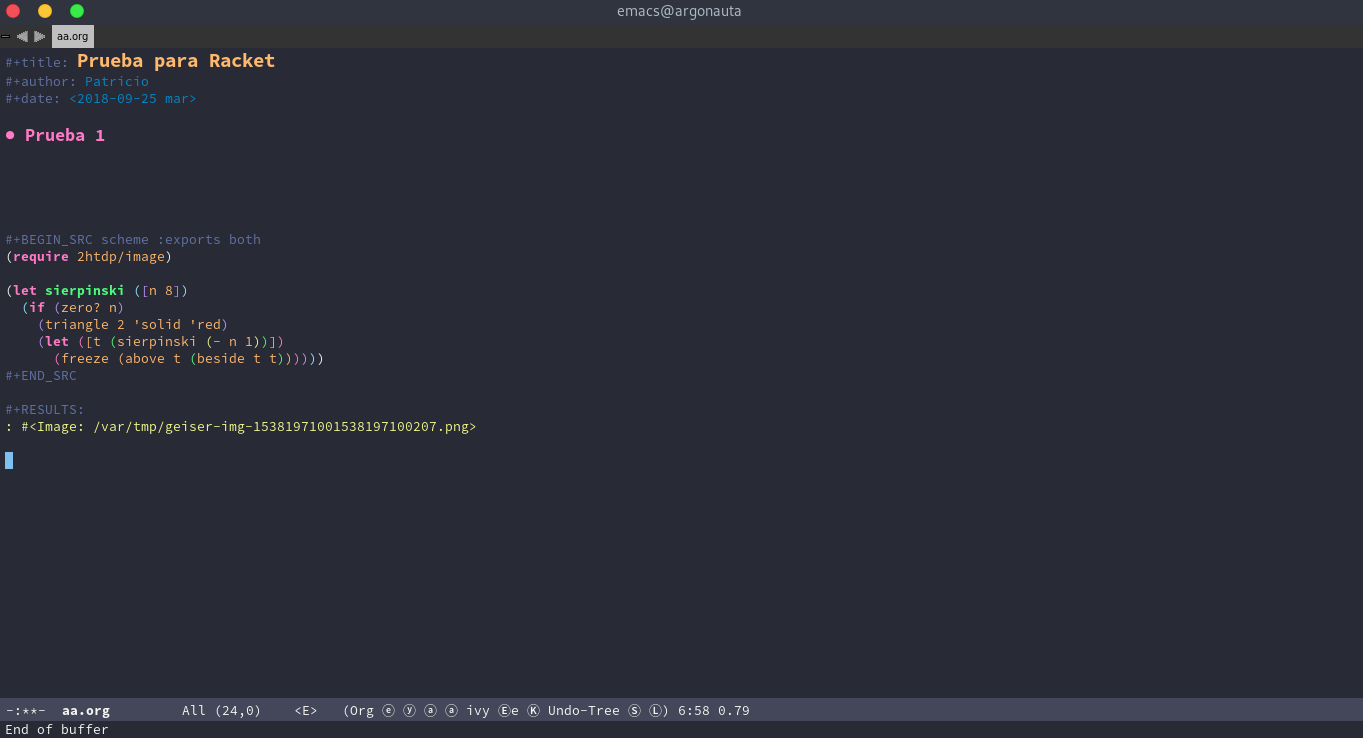 emacs@argonauta
aa.org
#+title: Prueba para Racket
#+author: Patricio
#+date: <2018-09-25 mar>
● Prueba 1
#+BEGIN_SRC scheme :exports both
(require 2htdp/image)
(let sierpinski ([n 8])
  (if (zero? n)
    (triangle 2 'solid 'red)
    (let ([t (sierpinski (- n 1))])
      (freeze (above t (beside t t))))))
#+END_SRC
#+RESULTS:
: #<Image: /var/tmp/geiser-img-15381971001538197100207.png>
-:**-  aa.org         All (24,0)    <E>   (Org ⓔ ⓨ ⓐ ⓐ ivy Ⓔe Ⓚ Undo-Tree Ⓢ Ⓛ) 6:58 0.79
End of buffer